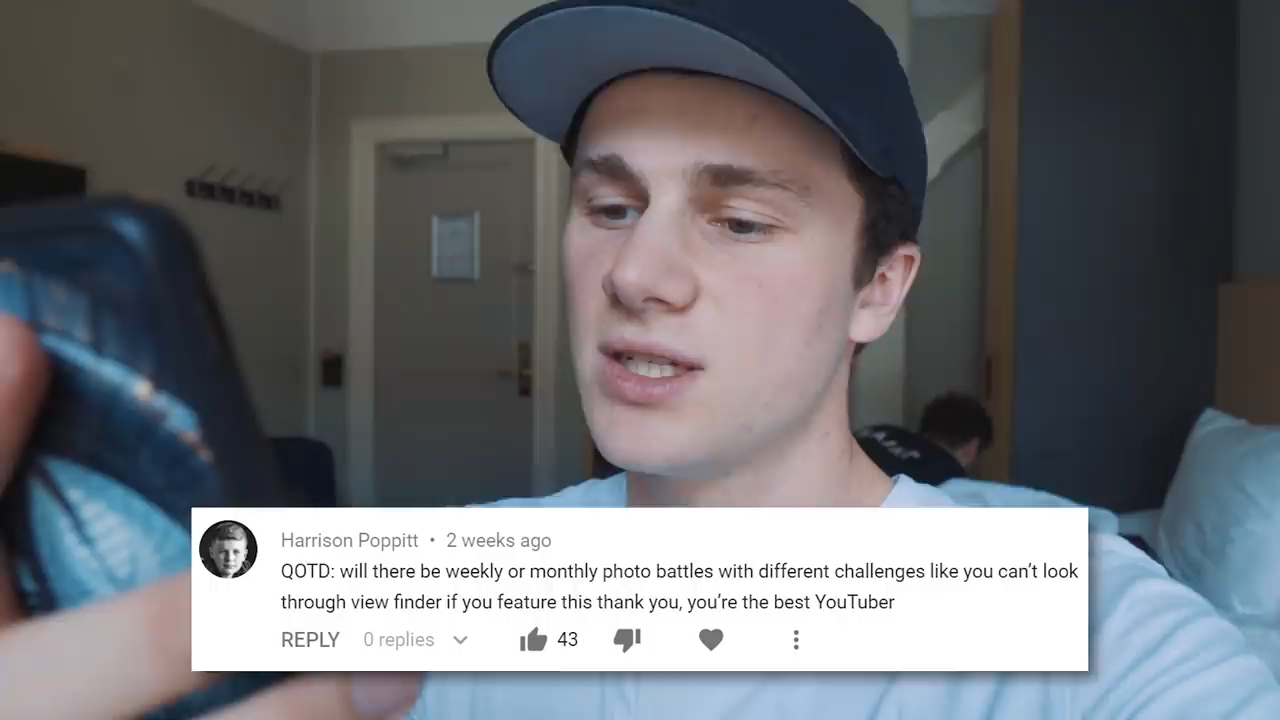 Harrison Poppitt • 2 weeks ago
QOTD: will there be weekly or monthly photo battles with different challenges like you can’t look
through view finder if you feature this thank you, you’re the best YouTuber
REPLY 0 replies 43